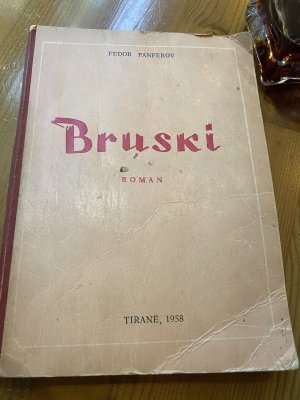 FEDOR PANFEROV
Bruski
ROMAN
TIRANË, 1958